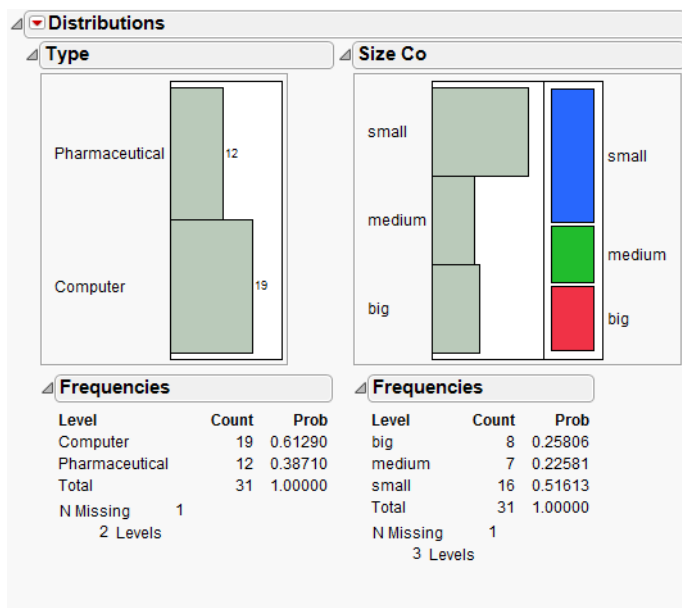 Distributions
Type
Pharmaceutical
12
Computer
19
Frequencies
Level Count Prob
Computer 19 0.61290
Pharmaceutical 12 0.38710
Total 31 1.00000
N Missing 1
2 Levels
Size Co
small
medium
big
small
medium
big
Frequencies
Level Count Prob
big 8 0.25806
medium 7 0.22581
small 16 0.51613
Total 31 1.00000
N Missing 1
3 Levels